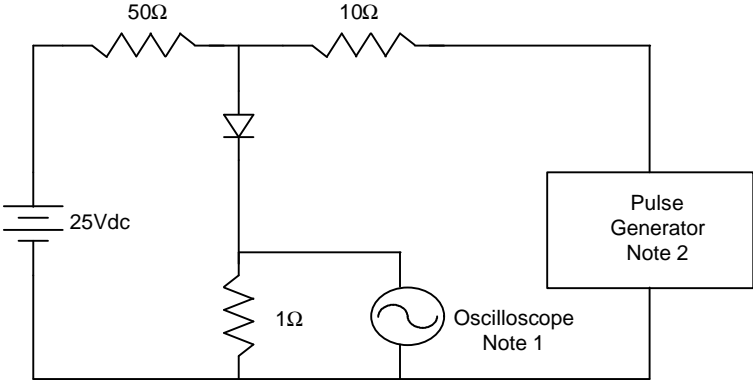 50Ω
10Ω
25Vdc
Pulse
Generator
Note 2
1Ω
Oscilloscope
Note 1